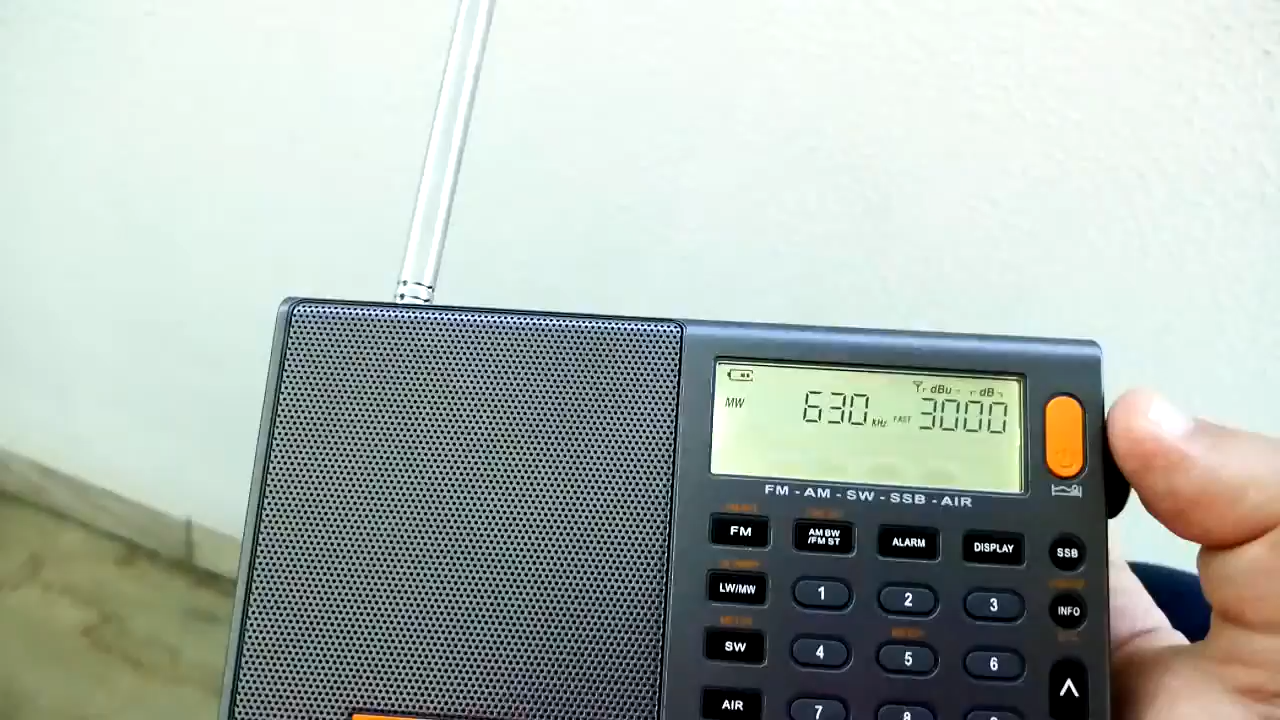 dBu dB
MW 630 KHz FAST 3000
FM - AM - SW - SSB - AIR
FM AM BW /FM ST ALARM DISPLAY SSB
LW/MW 1 2 3 INFO
SW 4 5 6
AIR 7 8